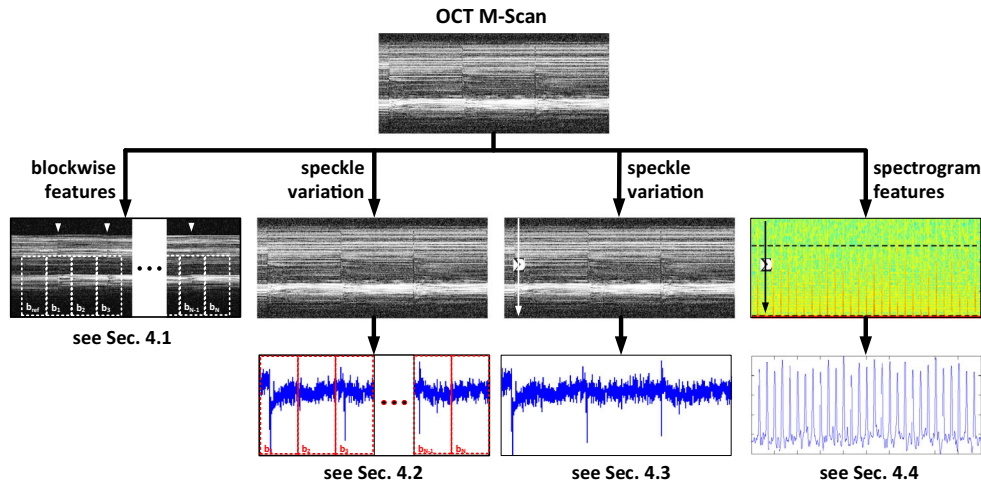 OCT M-Scan
blockwise
features
speckle
variation
speckle
variation
spectrogram
features
b_ref b_1 b_2 b_3 b_N-1 b_N
Σ
Σ
see Sec. 4.1
b_2 b_3 b_N-1 b_N
see Sec. 4.2
see Sec. 4.3
see Sec. 4.4